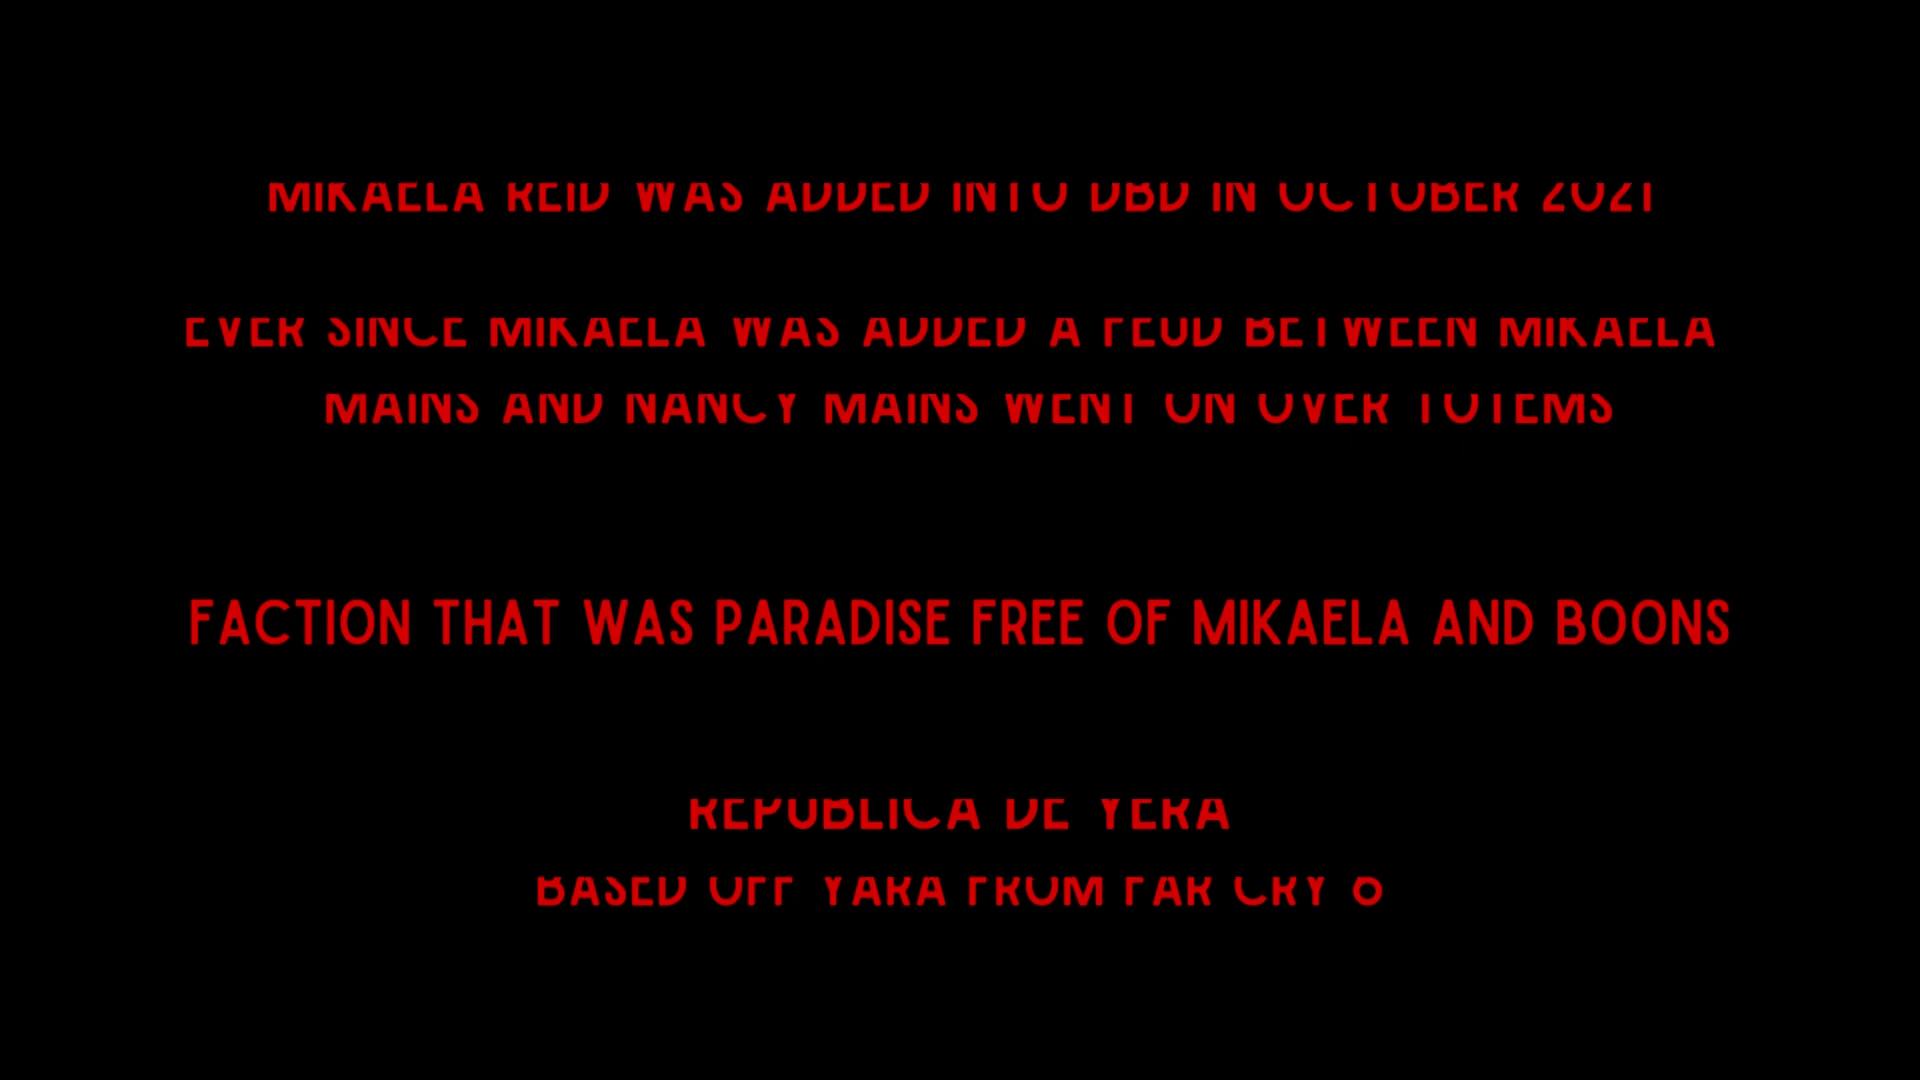 MIKAELA REID WAS ADDED INTO DBD IN OCTOBER 2021
EVER SINCE MIKAELA WAS ADDED A FEUD BETWEEN MIKAELA
MAINS AND NANCY MAINS WENT ON OVER TOTEMS
FACTION THAT WAS PARADISE FREE OF MIKAELA AND BOONS
REPUBLICA DE YERA
BASED OFF YARA FROM FAR CRY 6